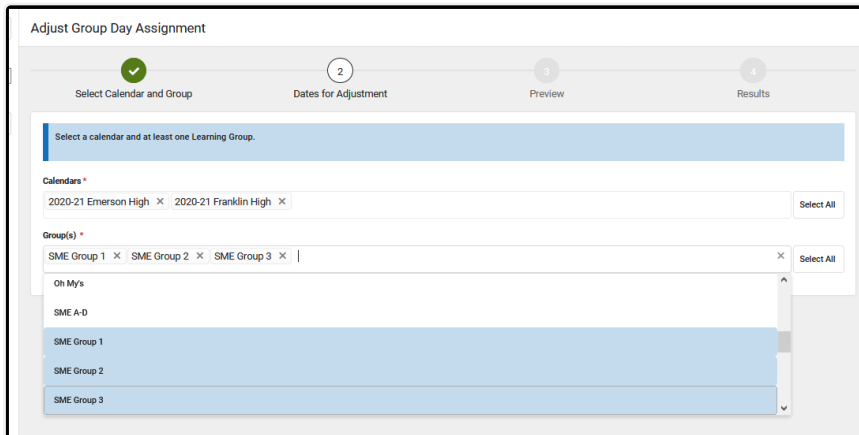 Adjust Group Day Assignment
2
3
4
Select Calendar and Group
Dates for Adjustment
Preview
Results
Select a calendar and at least one Learning Group.
Calendars *
2020-21 Emerson High × 2020-21 Franklin High ×
Select All
Group(s) *
SME Group 1 × SME Group 2 × SME Group 3 ×
Select All
Oh My's
SME A-D
SME Group 1
SME Group 2
SME Group 3